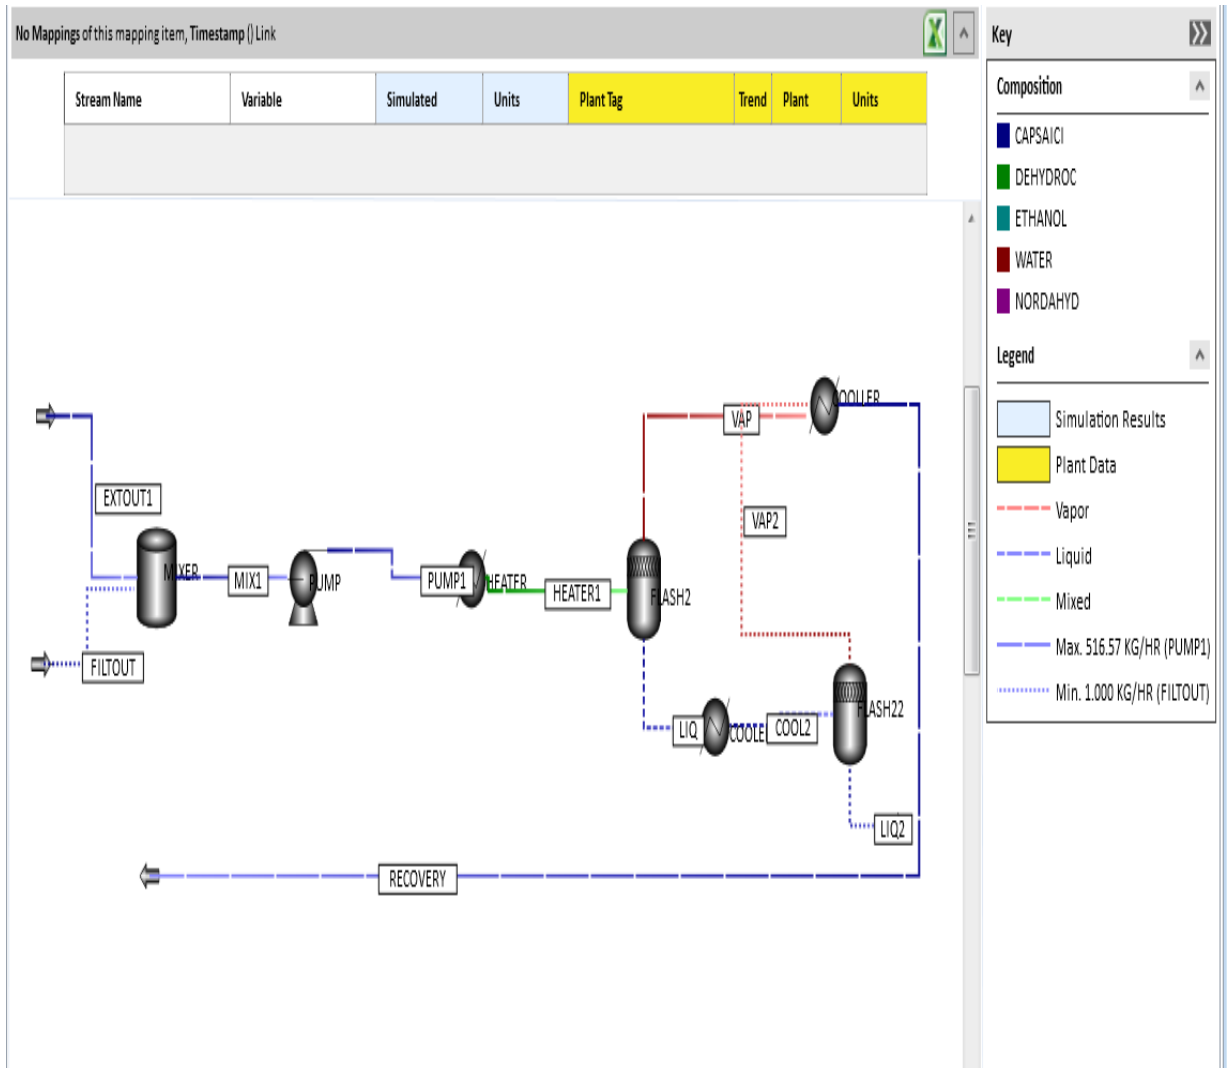 No Mappings of this mapping item, Timestamp () Link
Stream Name Variable Simulated Units Plant Tag Trend Plant Units
Key
Composition
CAPSAICI
DEHYDROC
ETHANOL
WATER
NORDAHYD
Legend
Simulation Results
Plant Data
Vapor
Liquid
Mixed
Max. 516.57 KG/HR (PUMP1)
Min. 1.000 KG/HR (FILTOUT)
COOLLER
VAP
EXTOUT1
VAP2
MIXER
MIX1
PUMP
PUMP1
HEATER
HEATER1
FLASH2
FILTOUT
FLASH22
LIQ
COOLE
COOL2
LIQ2
RECOVERY